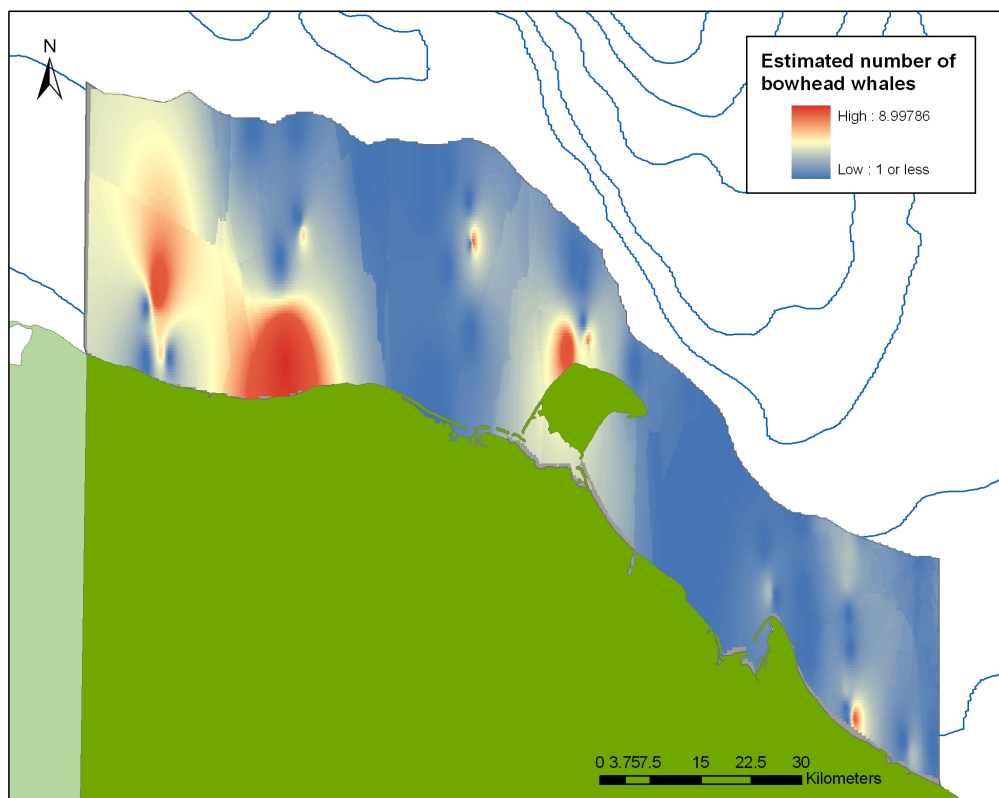 N
Estimated number of
bowhead whales
High : 8.99786
Low : 1 or less
0 3.757.5 15 22.5 30
Kilometers